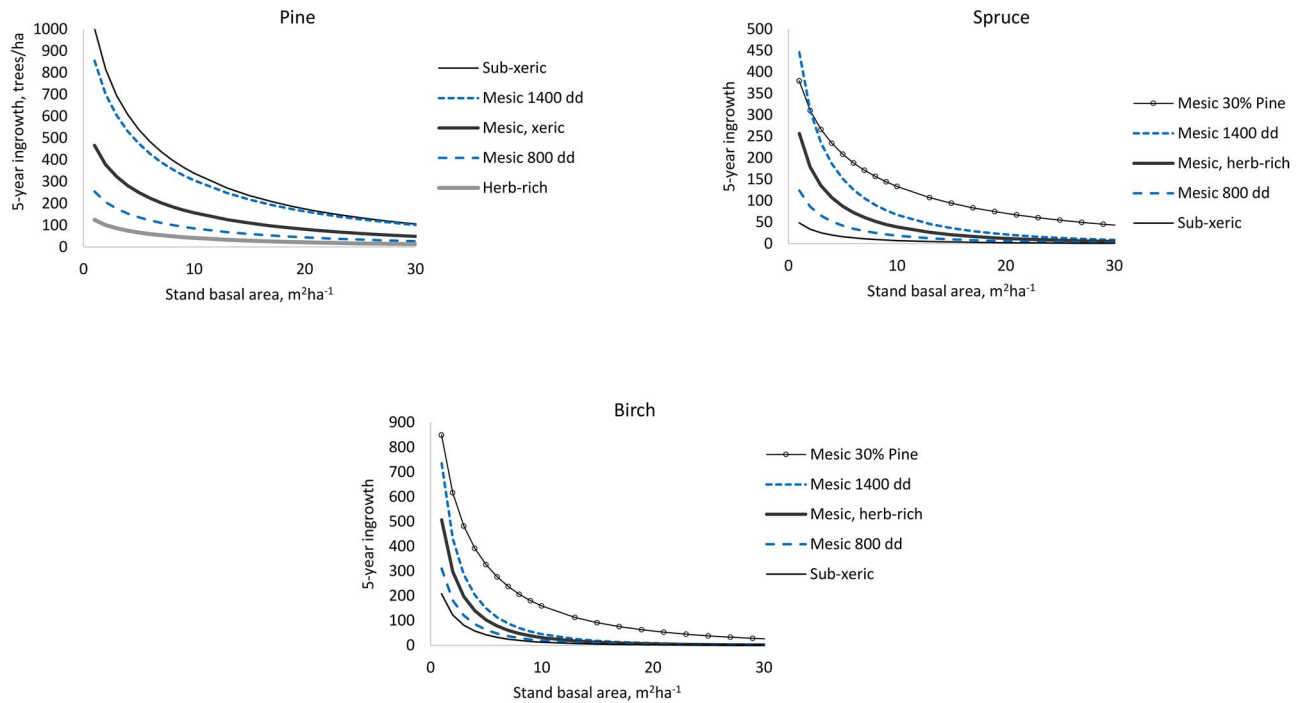 Pine
5-year ingrowth, trees/ha
1000
900
800
700
600
500
400
300
200
100
0
0 10 20 30
Stand basal area, m²ha⁻¹
Sub-xeric
Mesic 1400 dd
Mesic, xeric
Mesic 800 dd
Herb-rich
Spruce
5-year ingrowth
500
450
400
350
300
250
200
150
100
50
0
0 10 20 30
Stand basal area, m²ha⁻¹
Mesic 30% Pine
Mesic 1400 dd
Mesic, herb-rich
Mesic 800 dd
Sub-xeric
Birch
5-year ingrowth
900
800
700
600
500
400
300
200
100
0
0 10 20 30
Stand basal area, m²ha⁻¹
Mesic 30% Pine
Mesic 1400 dd
Mesic, herb-rich
Mesic 800 dd
Sub-xeric